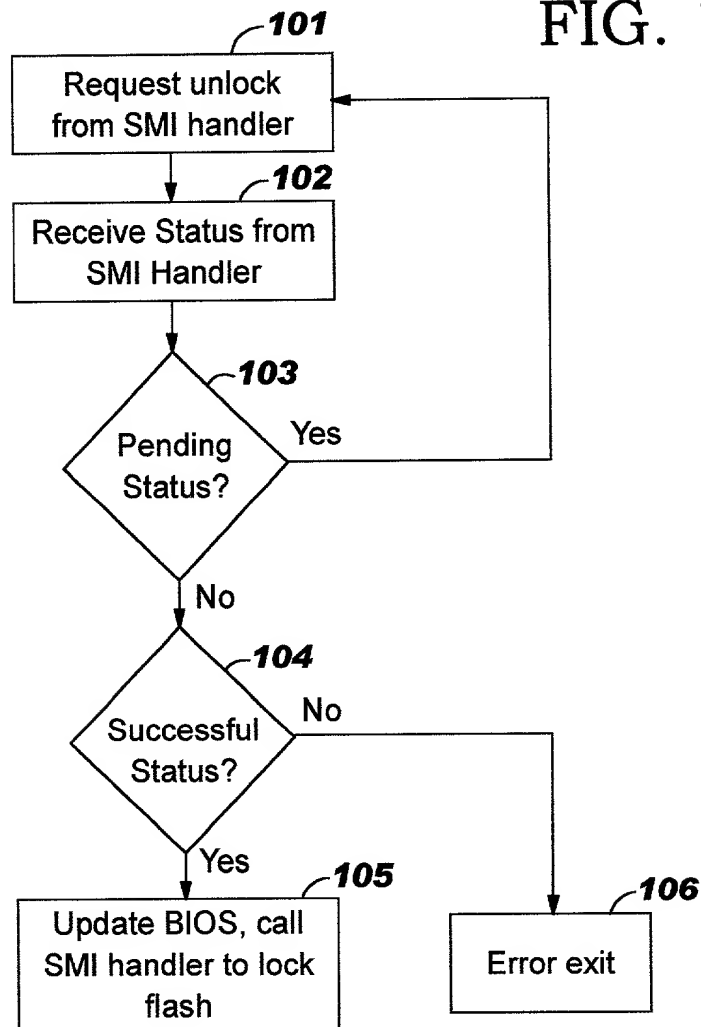 FIG.
101
Request unlock
from SMI handler
102
Receive Status from
SMI Handler
103
Pending
Status?
Yes
No
104
Successful
Status?
No
Yes
105
Update BIOS, call
SMI handler to lock
flash
106
Error exit